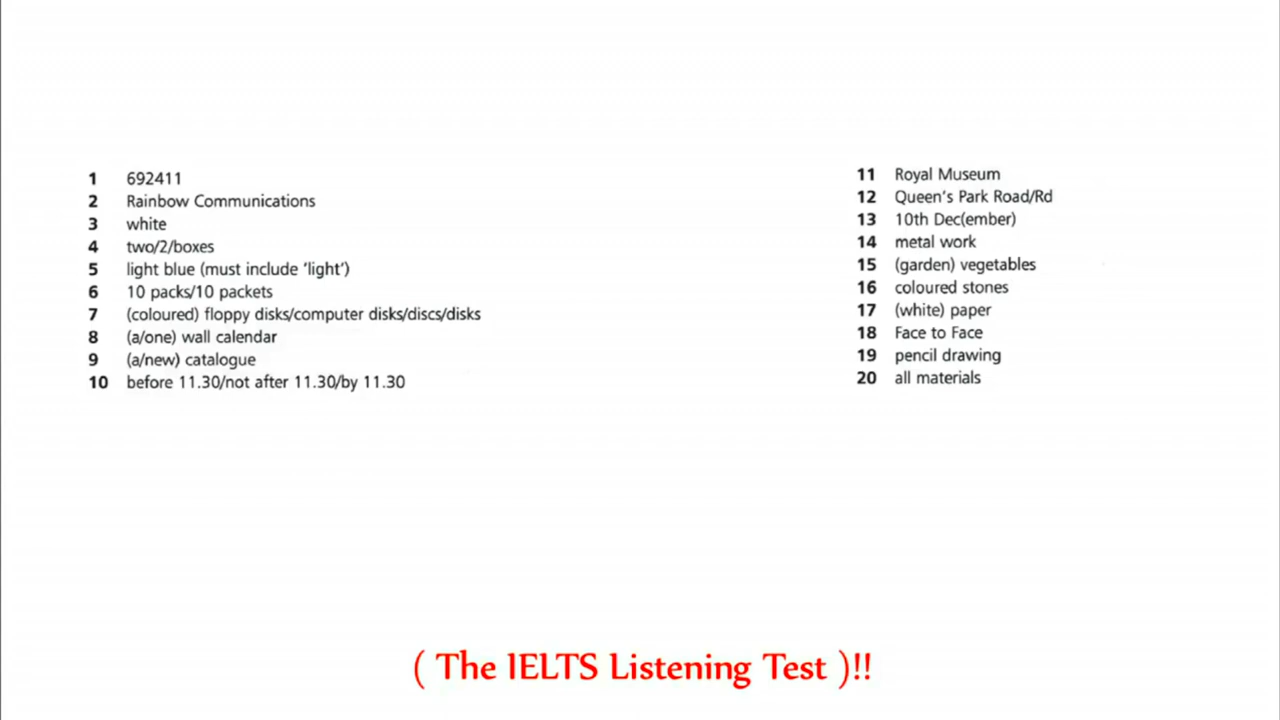 1 692411
2 Rainbow Communications
3 white
4 two/2/boxes
5 light blue (must include 'light')
6 10 packs/10 packets
7 (coloured) floppy disks/computer disks/discs/disks
8 (a/one) wall calendar
9 (a/new) catalogue
10 before 11.30/not after 11.30/by 11.30
11 Royal Museum
12 Queen's Park Road/Rd
13 10th Dec(ember)
14 metal work
15 (garden) vegetables
16 coloured stones
17 (white) paper
18 Face to Face
19 pencil drawing
20 all materials
( The IELTS Listening Test )!!